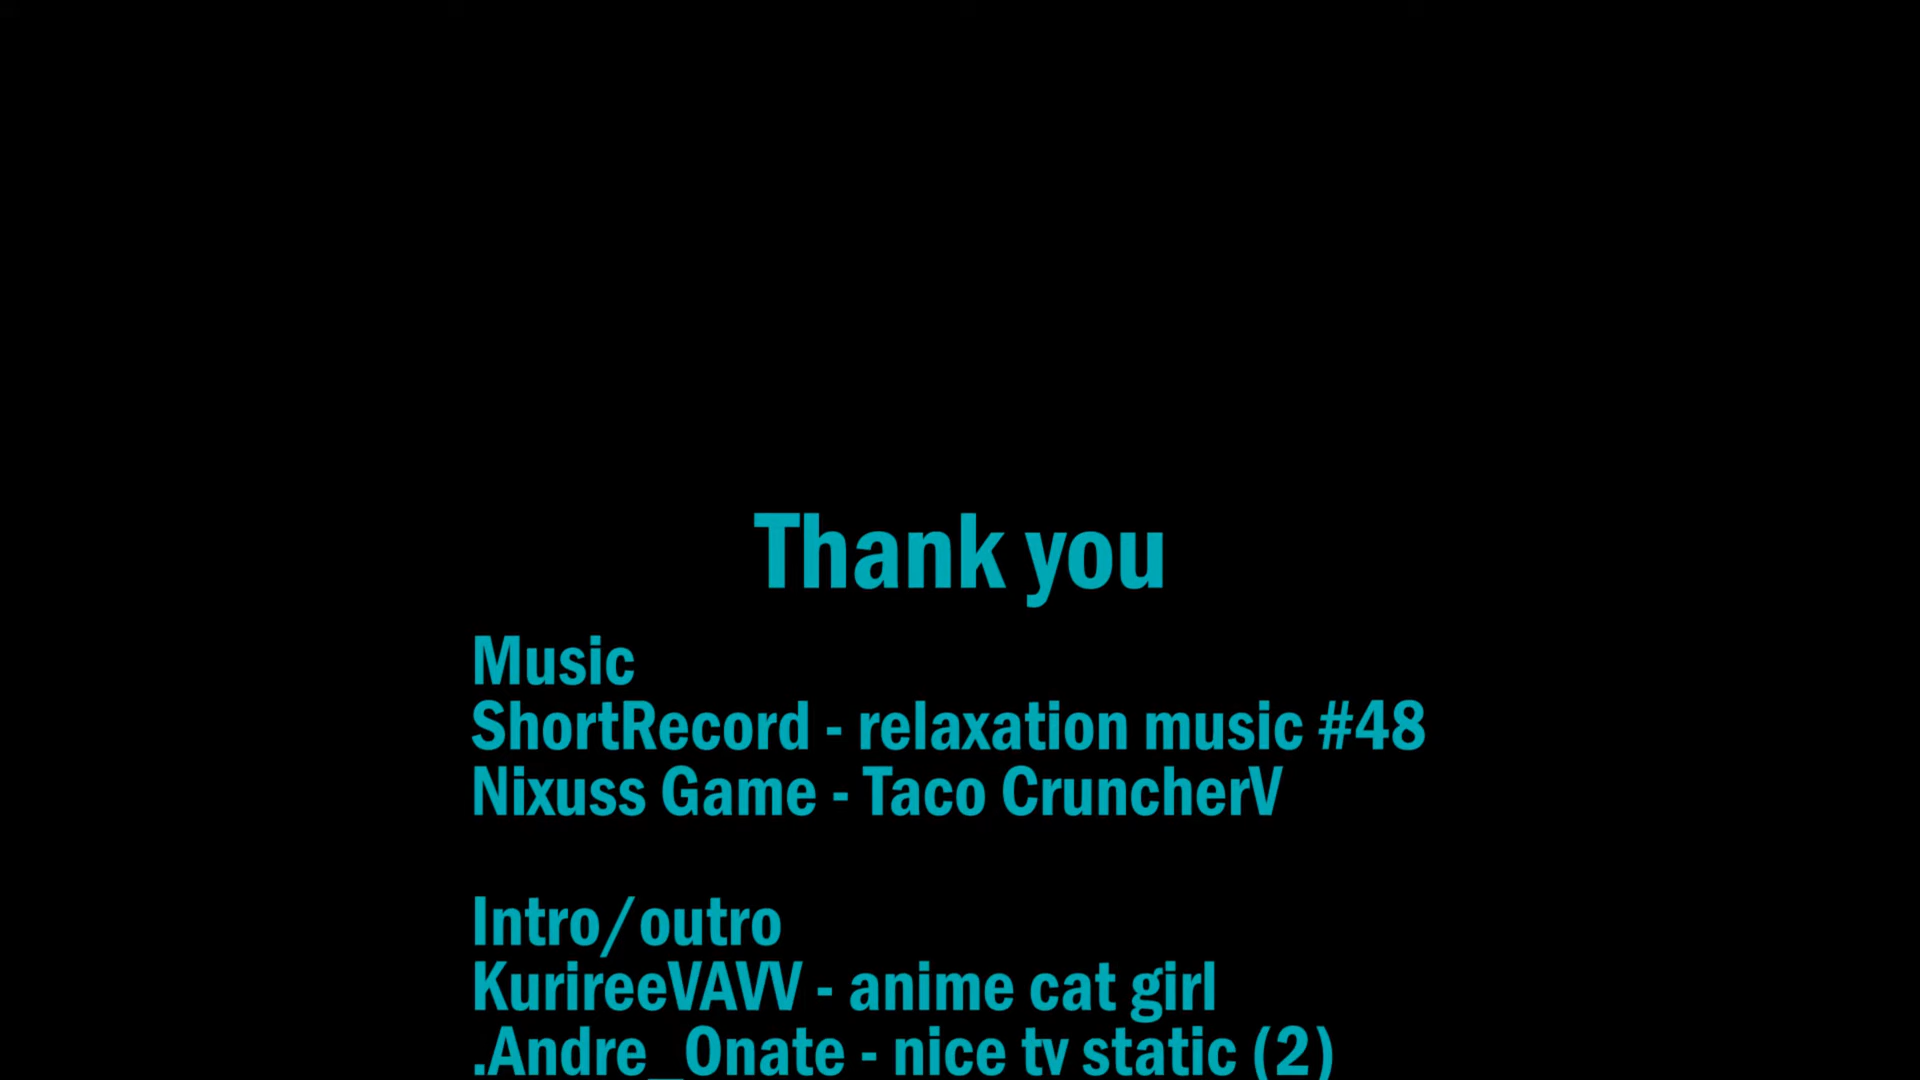 Thank you
Music
ShortRecord - relaxation music #48
Nixuss Game - Taco CruncherV
Intro/outro
KurireeVAVV - anime cat girl
.Andre_Onate - nice tv static (2)